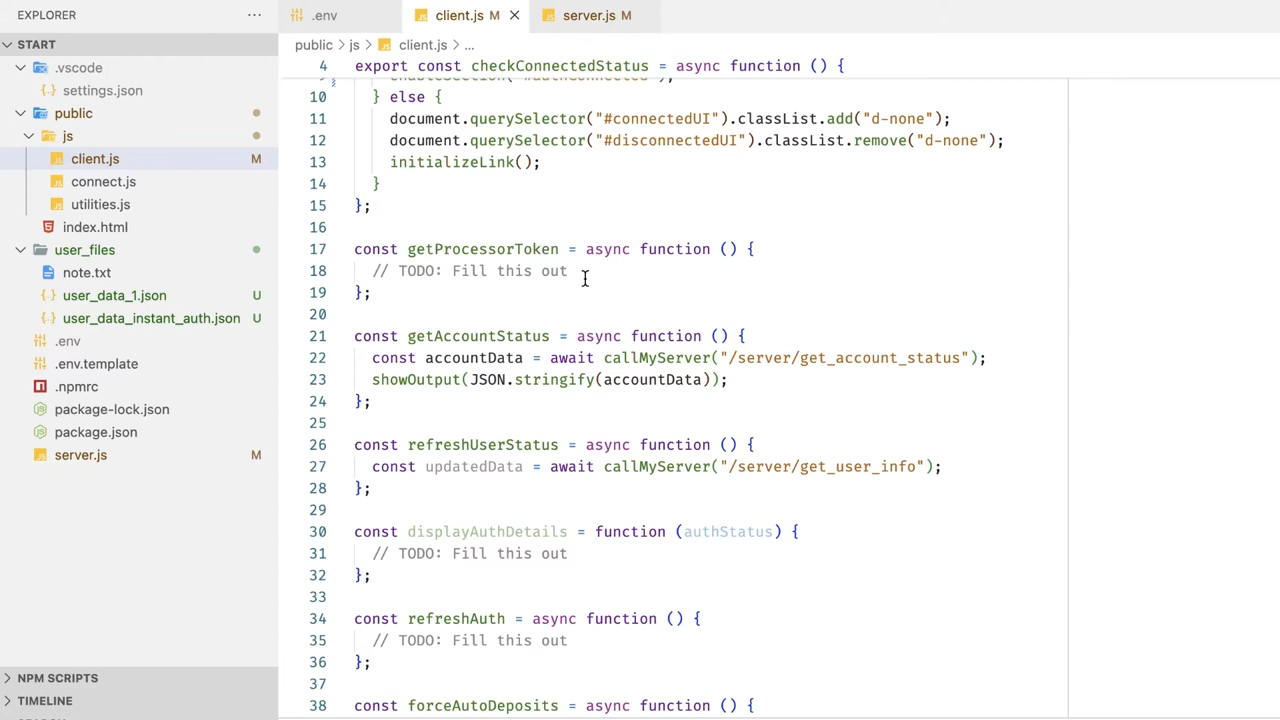 EXPLORER ...
START
.vscode
settings.json
public
js
client.js M
connect.js
utilities.js
index.html
user_files
note.txt
user_data_1.json U
user_data_instant_auth.json U
.env
.env.template
.npmrc
package-lock.json
package.json
server.js M
NPM SCRIPTS
TIMELINE
.env
client.js M
server.js M
public > js > client.js > ...
4 export const checkConnectedStatus = async function () {
10 } else {
11 document.querySelector("#connectedUI").classList.add("d-none");
12 document.querySelector("#disconnectedUI").classList.remove("d-none");
13 initializeLink();
14 }
15 };
16
17 const getProcessorToken = async function () {
18 // TODO: Fill this out
19 };
20
21 const getAccountStatus = async function () {
22 const accountData = await callMyServer("/server/get_account_status");
23 showOutput(JSON.stringify(accountData));
24 };
25
26 const refreshUserStatus = async function () {
27 const updatedData = await callMyServer("/server/get_user_info");
28 };
29
30 const displayAuthDetails = function (authStatus) {
31 // TODO: Fill this out
32 };
33
34 const refreshAuth = async function () {
35 // TODO: Fill this out
36 };
37
38 const forceAutoDeposits = async function () {